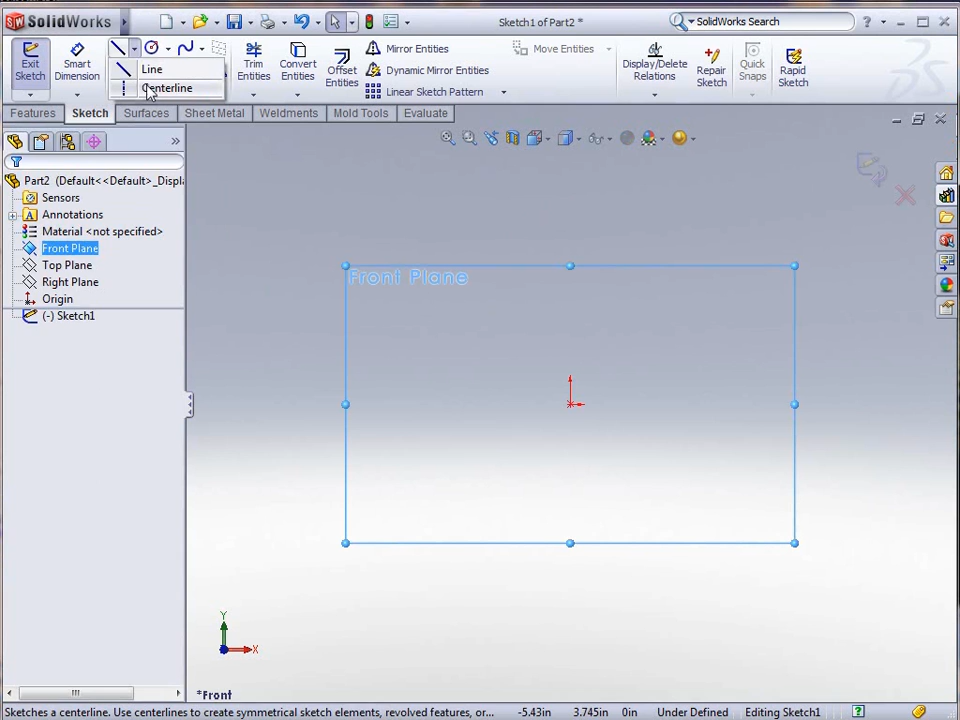 SolidWorks
Sketch1 of Part2 *
SolidWorks Search
?
Exit Sketch
Smart Dimension
Line
Centerline
Trim Entities
Convert Entities
Offset Entities
Mirror Entities
Dynamic Mirror Entities
Linear Sketch Pattern
Move Entities
Display/Delete Relations
Repair Sketch
Quick Snaps
Rapid Sketch
Features
Sketch
Surfaces
Sheet Metal
Weldments
Mold Tools
Evaluate
Part2 (Default<<Default>_Displa
Sensors
Annotations
Material <not specified>
Front Plane
Top Plane
Right Plane
Origin
(-) Sketch1
Front Plane
Y
X
*Front
Sketches a centerline. Use centerlines to create symmetrical sketch elements, revolved features, or...
-5.43in
3.745in
0in
Under Defined
Editing Sketch1
?